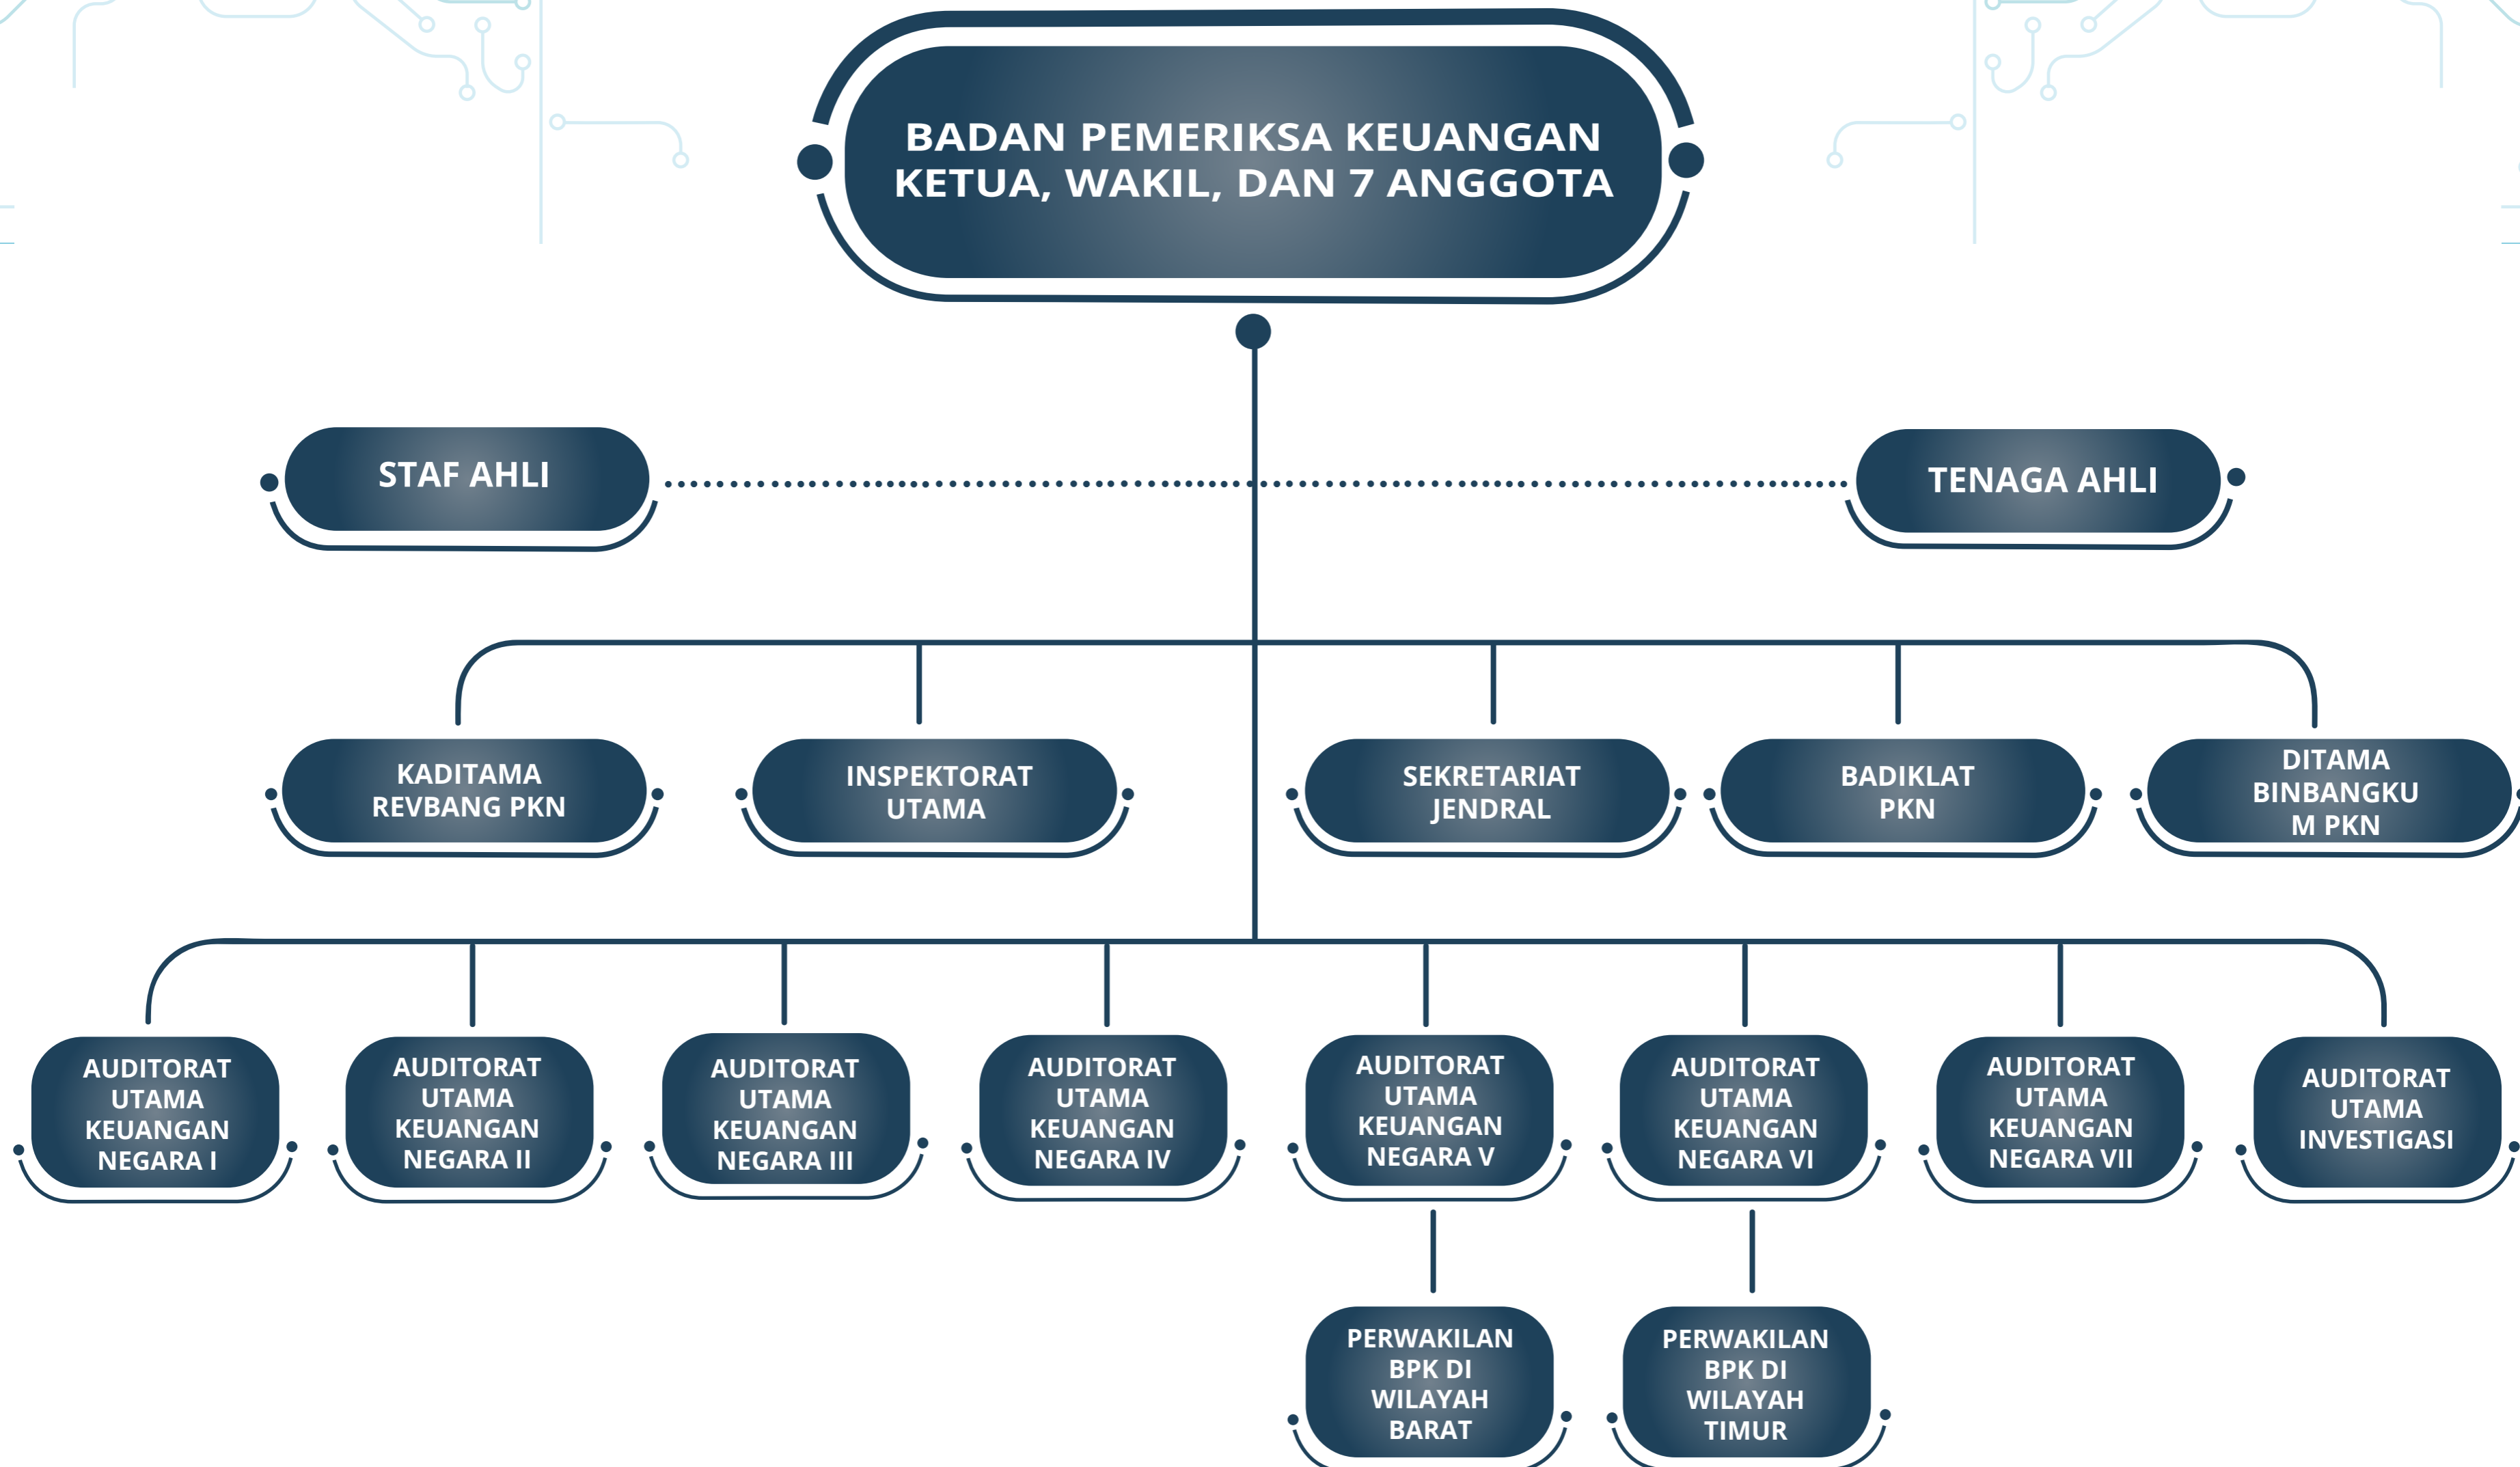 BADAN PEMERIKSA KEUANGAN
KETUA, WAKIL, DAN 7 ANGGOTA
STAF AHLI
TENAGA AHLI
KADITAMA
REVBANG PKN
INSPEKTORAT
UTAMA
SEKRETARIAT
JENDRAL
BADIKLAT
PKN
DITAMA
BINBANGKU
M PKN
AUDITORAT
UTAMA
KEUANGAN
NEGARA I
AUDITORAT
UTAMA
KEUANGAN
NEGARA II
AUDITORAT
UTAMA
KEUANGAN
NEGARA III
AUDITORAT
UTAMA
KEUANGAN
NEGARA IV
AUDITORAT
UTAMA
KEUANGAN
NEGARA V
AUDITORAT
UTAMA
KEUANGAN
NEGARA VI
AUDITORAT
UTAMA
KEUANGAN
NEGARA VII
AUDITORAT
UTAMA
INVESTIGASI
PERWAKILAN
BPK DI
WILAYAH
BARAT
PERWAKILAN
BPK DI
WILAYAH
TIMUR